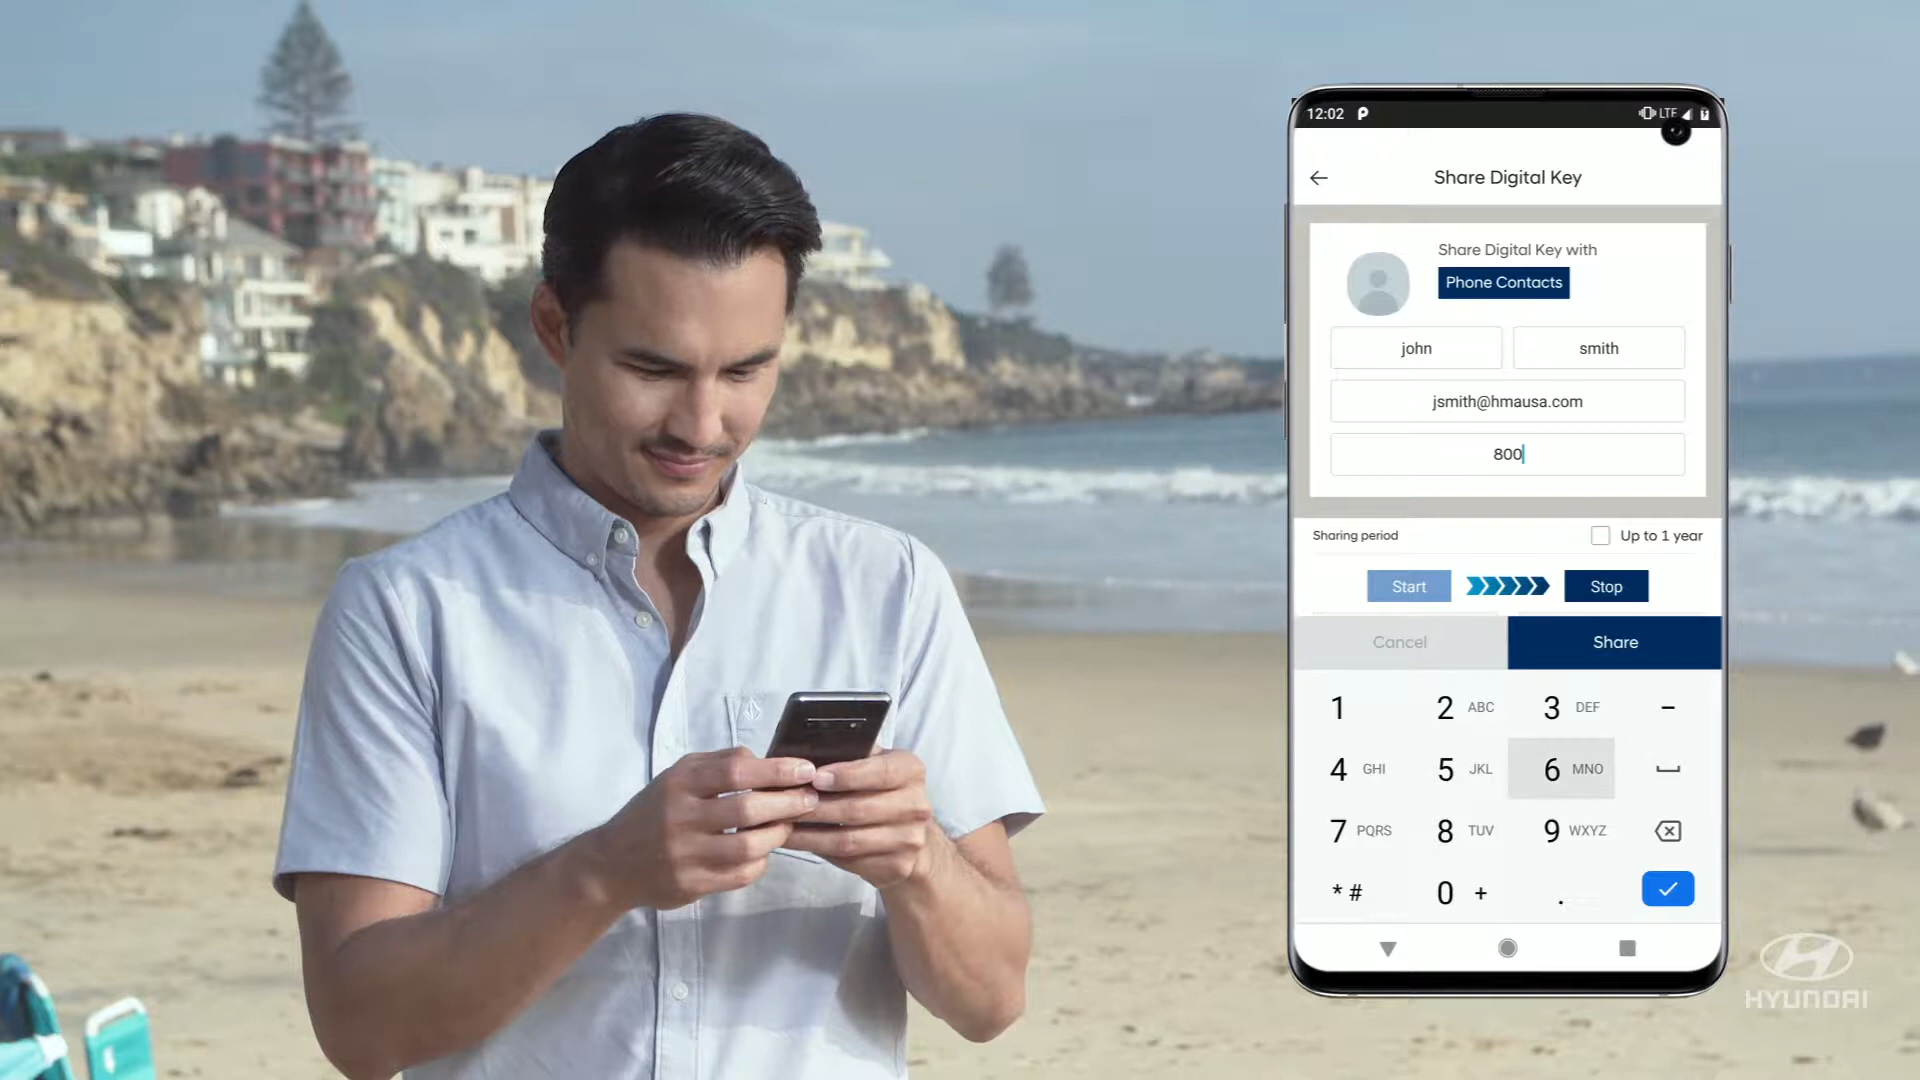 12:02 LTE
Share Digital Key
Share Digital Key with
Phone Contacts
john smith
jsmith@hmausa.com
800
Sharing period Up to 1 year
Start Stop
Cancel Share
1 2 ABC 3 DEF -
4 GHI 5 JKL 6 MNO
7 PQRS 8 TUV 9 WXYZ
* # 0 + .
HYUNDAI